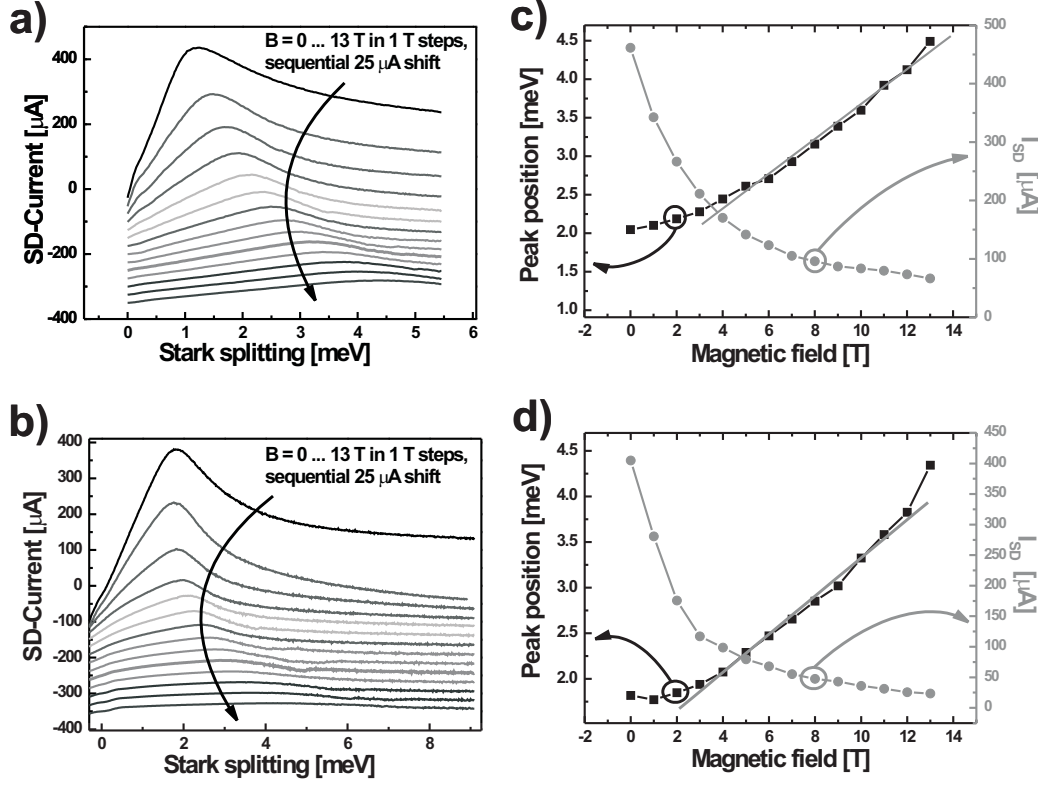 a)
B = 0 ... 13 T in 1 T steps,
sequential 25 μA shift
SD-Current [μA]
400
200
0
-200
-400
0 1 2 3 4 5 6
Stark splitting [meV]
c)
Peak position [meV]
4.5
4.0
3.5
3.0
2.5
2.0
1.5
1.0
500
400
300
200
100
0
I_SD [μA]
-2 0 2 4 6 8 10 12 14
Magnetic field [T]
b)
B = 0 ... 13 T in 1 T steps,
sequential 25 μA shift
SD-Current [μA]
400
300
200
100
0
-100
-200
-300
-400
0 2 4 6 8
Stark splitting [meV]
d)
Peak position [meV]
4.5
4.0
3.5
3.0
2.5
2.0
450
400
350
300
250
200
150
100
50
0
I_SD [μA]
-2 0 2 4 6 8 10 12 14
Magnetic field [T]